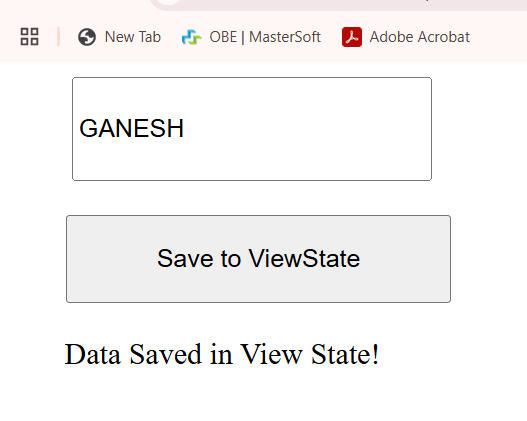 New Tab OBE | MasterSoft Adobe Acrobat
GANESH
Save to ViewState
Data Saved in View State!